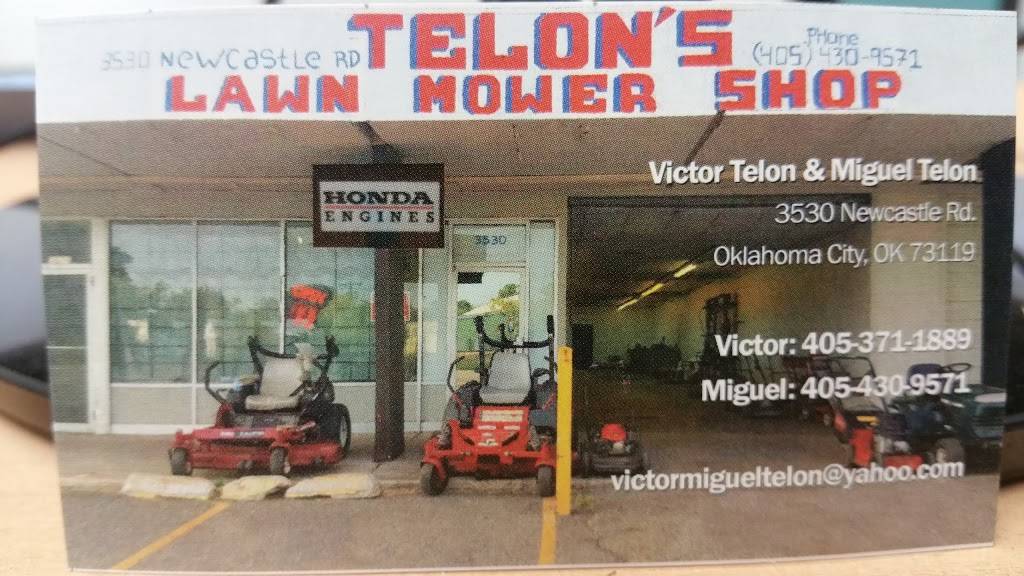 TELON'S
3530 Newcastle RD
Phone
(405) 430-9571
LAWN MOWER SHOP
Victor Telon & Miguel Telon
3530 Newcastle Rd.
Oklahoma City, OK 73119
HONDA
ENGINES
3530
Victor: 405-371-1889
Miguel: 405-430-9571
victormigueltelon@yahoo.com